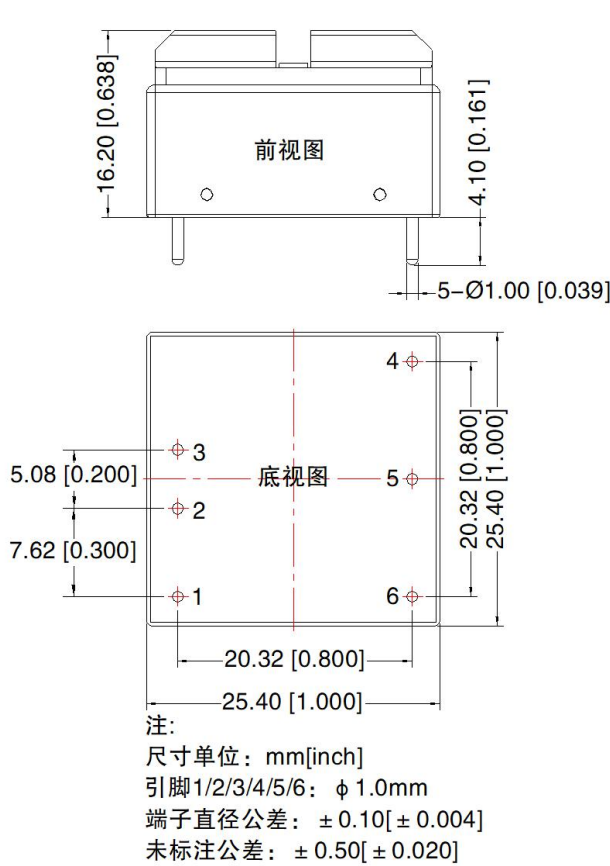 16.20 [0.638]
前视图
4.10 [0.161]
5-Ø1.00 [0.039]
4
3
5.08 [0.200]
底视图
5
20.32 [0.800]
25.40 [1.000]
2
7.62 [0.300]
1
6
20.32 [0.800]
25.40 [1.000]
注:
尺寸单位：mm[inch]
引脚1/2/3/4/5/6：ϕ1.0mm
端子直径公差：±0.10[±0.004]
未标注公差：±0.50[±0.020]